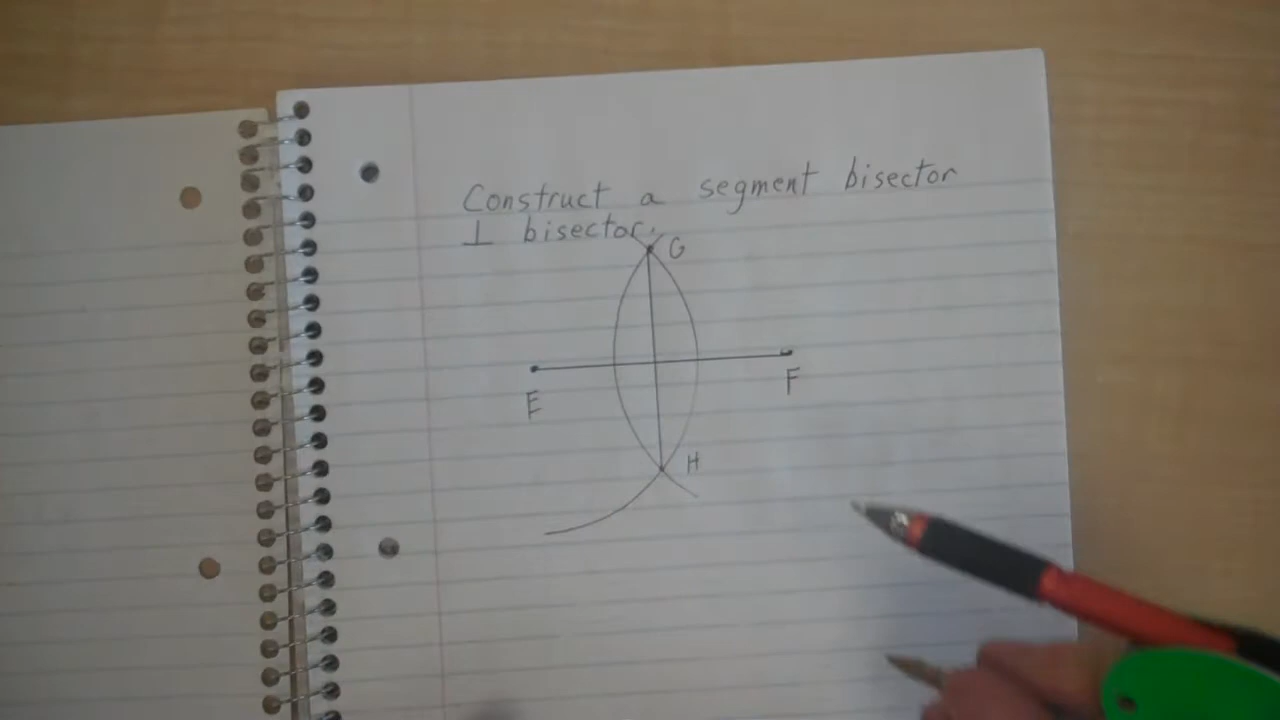 Construct a segment bisector
⊥ bisector.
G
E
F
H